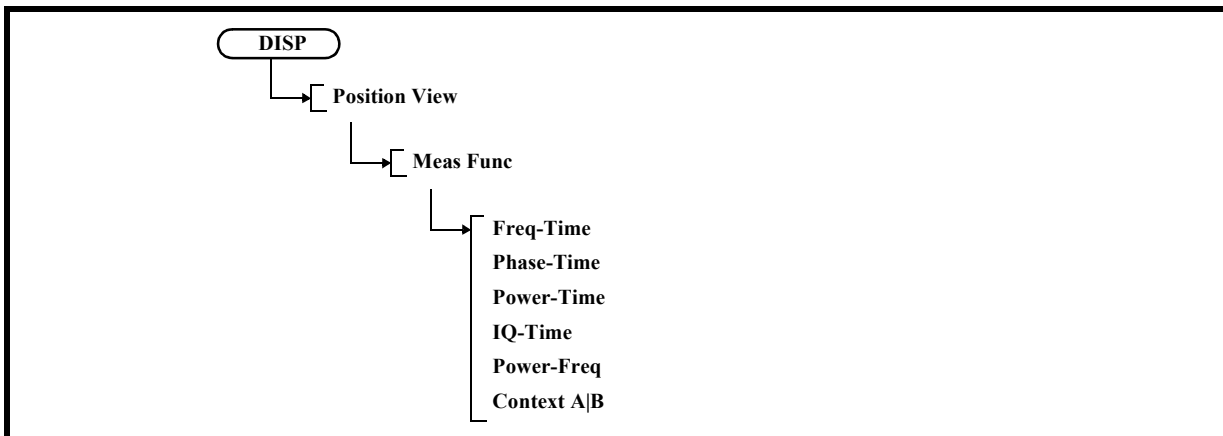 DISP
Position View
Meas Func
Freq-Time
Phase-Time
Power-Time
IQ-Time
Power-Freq
Context A|B